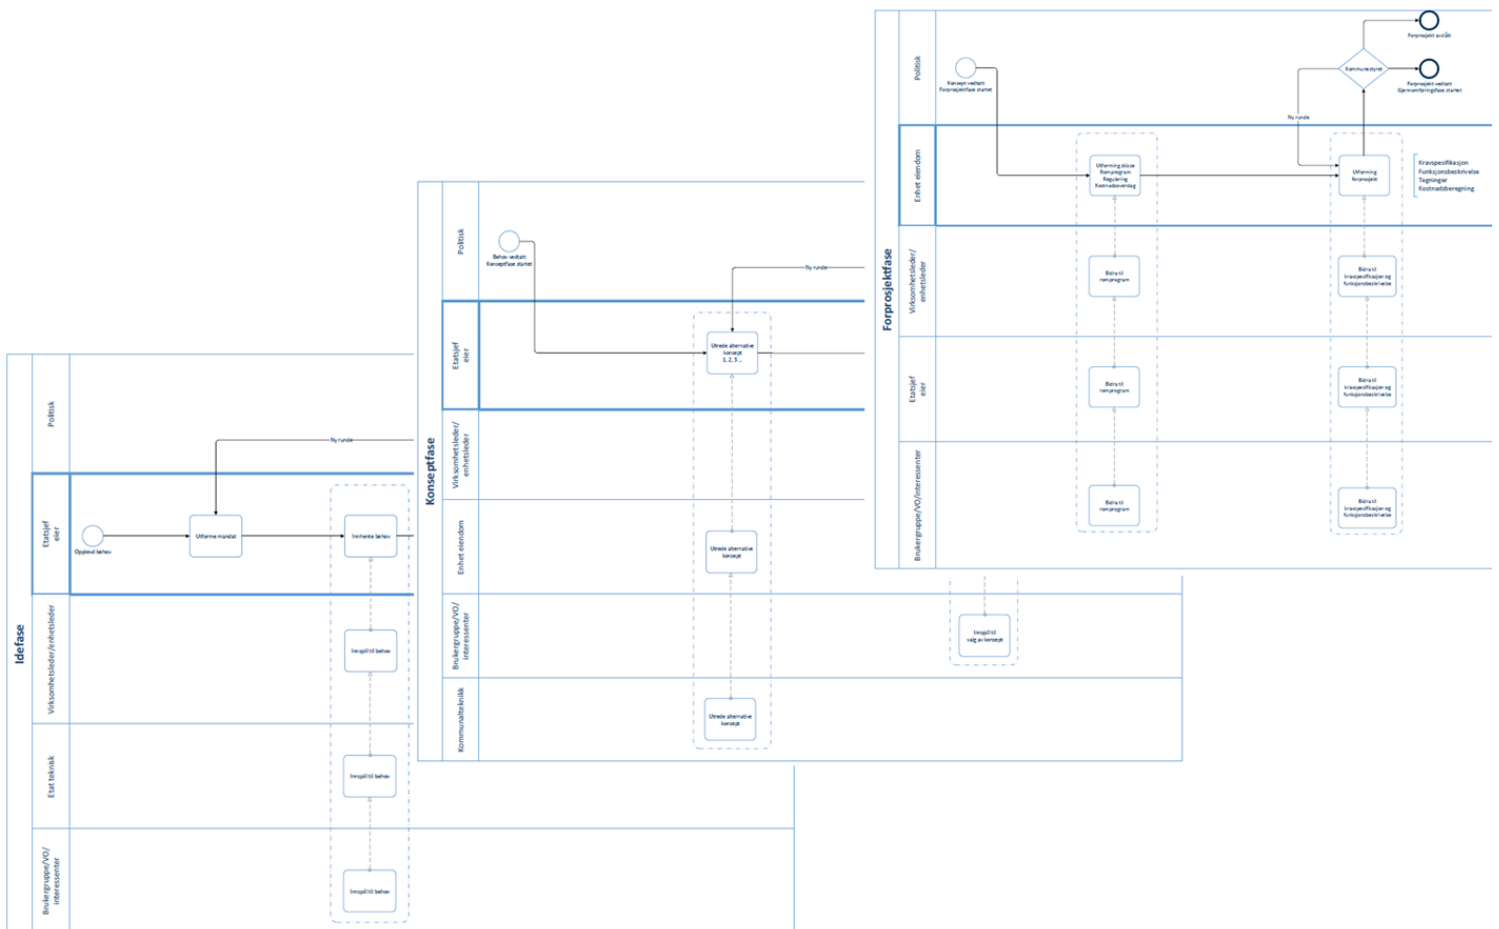 Idefase
Politisk
Ny runde
Etatsjef
eier
Opplevd behov
Utforme mandat
Innhente behov
Virksomhetsleder/enhetsleder
Innspill til behov
Etat teknisk
Innspill til behov
Brukergruppe/VO/
interessenter
Innspill til behov
Konseptfase
Politisk
Behov vedtatt
Konseptfase startet
Ny runde
Etatsjef
eier
Utrede alternative
konsept
1, 2, 3 ...
Virksomhetsleder/
enhetsleder
Enhet eiendom
Utrede alternative
konsept
Brukergruppe/VO/
interessenter
Innspill til
valg av konsept
Kommunalteknikk
Utrede alternative
konsept
Forprosjektfase
Politisk
Konsept vedtatt
Forprosjektfase startet
Kommunestyret
Forprosjekt avslått
Forprosjekt vedtatt
Gjennomføringsfase startet
Ny runde
Enhet eiendom
Utforming skisse
Romprogram
Regulering
Kostnadsoverslag
Utforming
forprosjekt
Kravspesifikasjon
Funksjonsbeskrivelse
Tegninger
Kostnadsberegning
Virksomhetsleder/
enhetsleder
Bidra til
romprogram
Bidra til
kravspesifikasjon og
funksjonsbeskrivelse
Etatsjef
eier
Bidra til
romprogram
Bidra til
kravspesifikasjon og
funksjonsbeskrivelse
Brukergruppe/VO/interessenter
Bidra til
romprogram
Bidra til
kravspesifikasjon og
funksjonsbeskrivelse